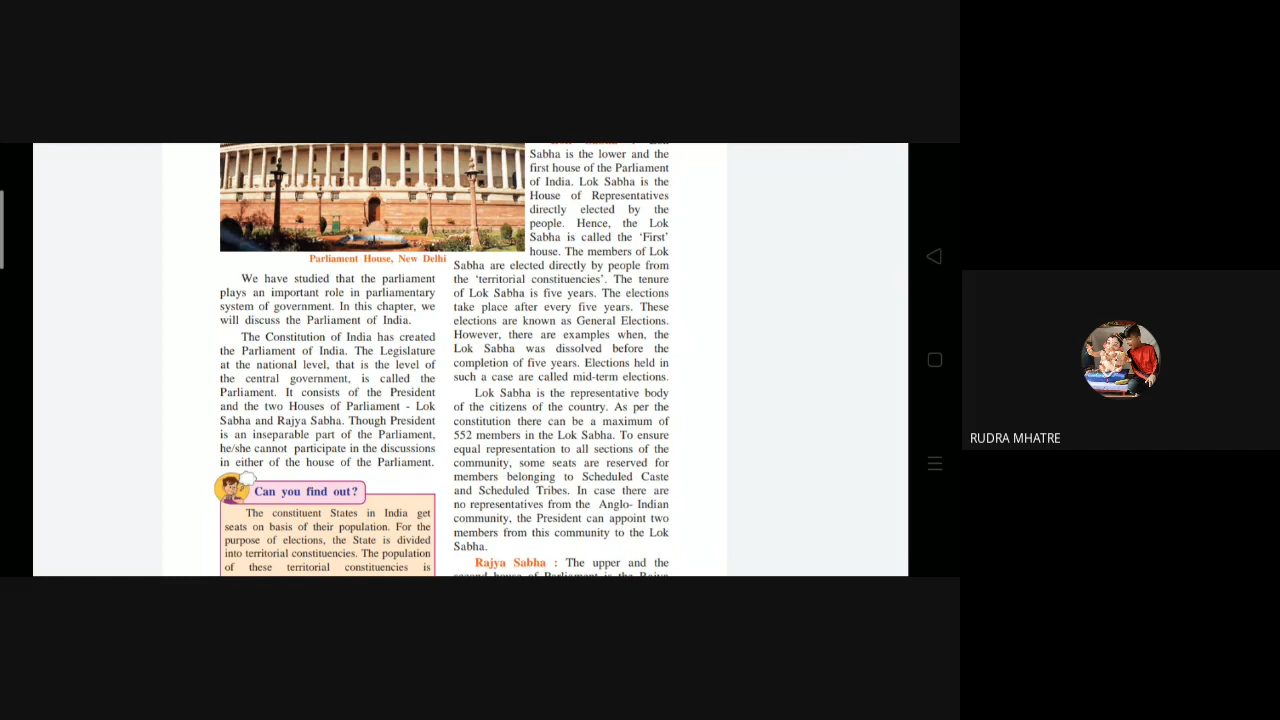 Sabha is the lower and the
first house of the Parliament
of India. Lok Sabha is the
House of Representatives
directly elected by the
people. Hence, the Lok
Sabha is called the ‘First’
house. The members of Lok
Parliament House, New Delhi
We have studied that the parliament
plays an important role in parliamentary
system of government. In this chapter, we
will discuss the Parliament of India.
The Constitution of India has created
the Parliament of India. The Legislature
at the national level, that is the level of
the central government, is called the
Parliament. It consists of the President
and the two Houses of Parliament - Lok
Sabha and Rajya Sabha. Though President
is an inseparable part of the Parliament,
he/she cannot participate in the discussions
in either of the house of the Parliament.
Can you find out?
The constituent States in India get
seats on basis of their population. For the
purpose of elections, the State is divided
into territorial constituencies. The population
of these territorial constituencies is
Sabha are elected directly by people from
the ‘territorial constituencies’. The tenure
of Lok Sabha is five years. The elections
take place after every five years. These
elections are known as General Elections.
However, there are examples when, the
Lok Sabha was dissolved before the
completion of five years. Elections held in
such a case are called mid-term elections.
Lok Sabha is the representative body
of the citizens of the country. As per the
constitution there can be a maximum of
552 members in the Lok Sabha. To ensure
equal representation to all sections of the
community, some seats are reserved for
members belonging to Scheduled Caste
and Scheduled Tribes. In case there are
no representatives from the Anglo- Indian
community, the President can appoint two
members from this community to the Lok
Sabha.
Rajya Sabha : The upper and the
RUDRA MHATRE